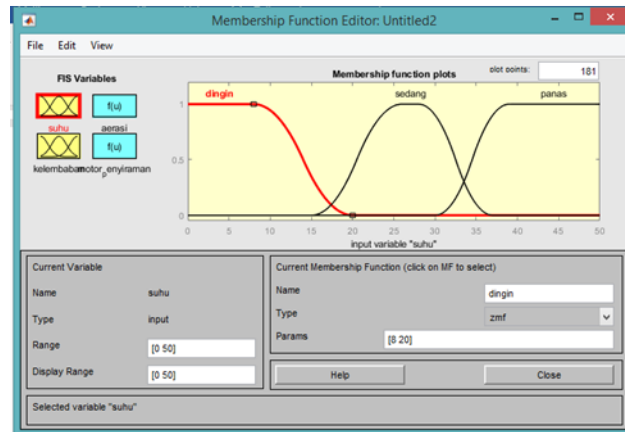 Membership Function Editor: Untitled2
File Edit View
FIS Variables
Membership function plots
plot points: 181
f(u)
suhu aerasi
f(u)
kelembaban motor_penyiraman
dingin sedang panas
1
0.5
0
0 5 10 15 20 25 30 35 40 45 50
input variable "suhu"
Current Variable
Name suhu
Type input
Range [0 50]
Display Range [0 50]
Current Membership Function (click on MF to select)
Name dingin
Type zmf
Params [8 20]
Help Close
Selected variable "suhu"